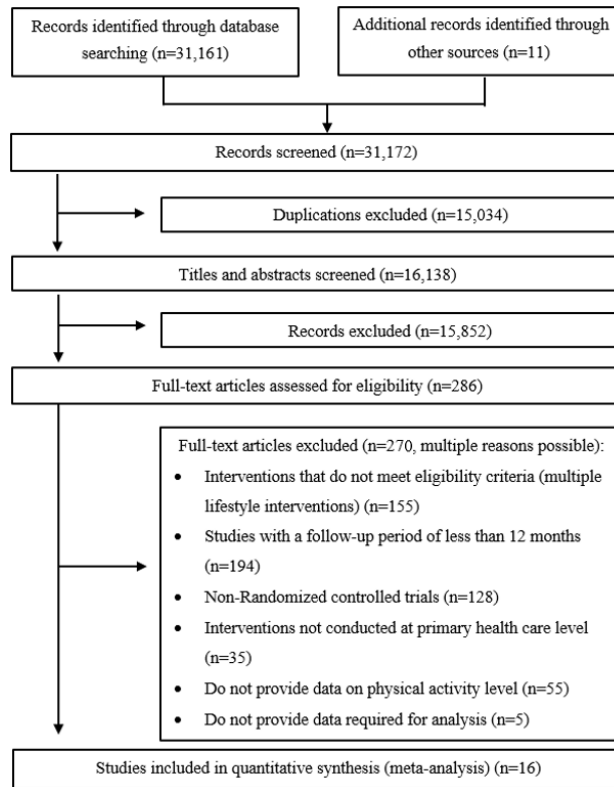 Records identified through database
searching (n=31,161)
Additional records identified through
other sources (n=11)
Records screened (n=31,172)
Duplications excluded (n=15,034)
Titles and abstracts screened (n=16,138)
Records excluded (n=15,852)
Full-text articles assessed for eligibility (n=286)
Full-text articles excluded (n=270, multiple reasons possible):
• Interventions that do not meet eligibility criteria (multiple
lifestyle interventions) (n=155)
• Studies with a follow-up period of less than 12 months
(n=194)
• Non-Randomized controlled trials (n=128)
• Interventions not conducted at primary health care level
(n=35)
• Do not provide data on physical activity level (n=55)
• Do not provide data required for analysis (n=5)
Studies included in quantitative synthesis (meta-analysis) (n=16)